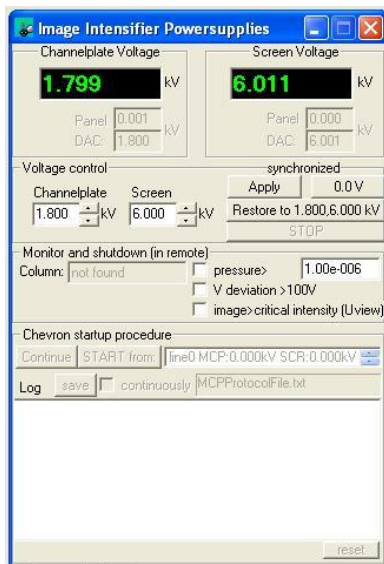 Image Intensifier Powersupplies
Channelplate Voltage
1.799 kV
Panel 0.001
DAC: 1.800 kV
Screen Voltage
6.011 kV
Panel 0.000
DAC: 6.001 kV
Voltage control
synchronized
Channelplate Screen
1.800 kV 6.000 kV
Apply 0.0 V
Restore to 1.800,6.000 kV
STOP
Monitor and shutdown (in remote)
Column: not found
pressure> 1.00e-006
V deviation >100V
image>critical intensity (Uview)
Chevron startup procedure
Continue START from: line0 MCP:0.000kV SCR:0.000kV
Log save continuously MCPProtocolFile.txt
reset